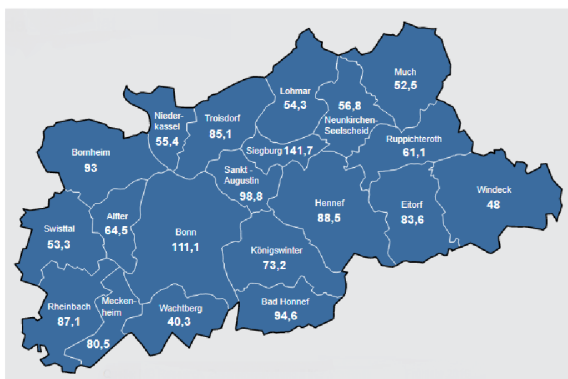 Much
52,5
Lohmar
54,3
56,8
Neunkirchen-
Seelscheid
Nieder-
kassel
55,4
Troisdorf
85,1
Siegburg 141,7
Ruppichteroth
61,1
Bornheim
93
Sankt -
Augustin
98,8
Hennef
88,5
Eitorf
83,6
Windeck
48
Swisttal
53,3
Alfter
64,5
Bonn
111,1
Königswinter
73,2
Rheinbach
87,1
Mecken-
heim
80,5
Wachtberg
40,3
Bad Honnef
94,6